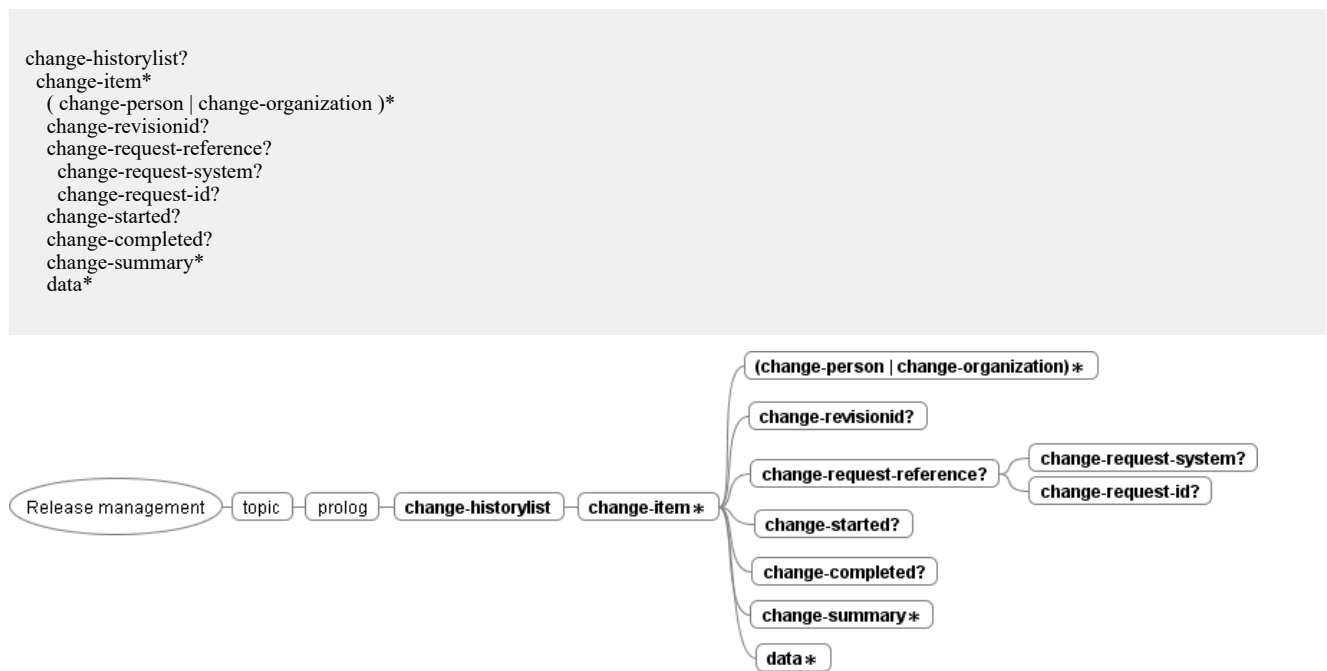 change-historylist?
change-item*
( change-person | change-organization )*
change-revisionid?
change-request-reference?
change-request-system?
change-request-id?
change-started?
change-completed?
change-summary*
data*
Release management
topic
prolog
change-historylist
change-item*
(change-person | change-organization)*
change-revisionid?
change-request-reference?
change-request-system?
change-request-id?
change-started?
change-completed?
change-summary*
data*